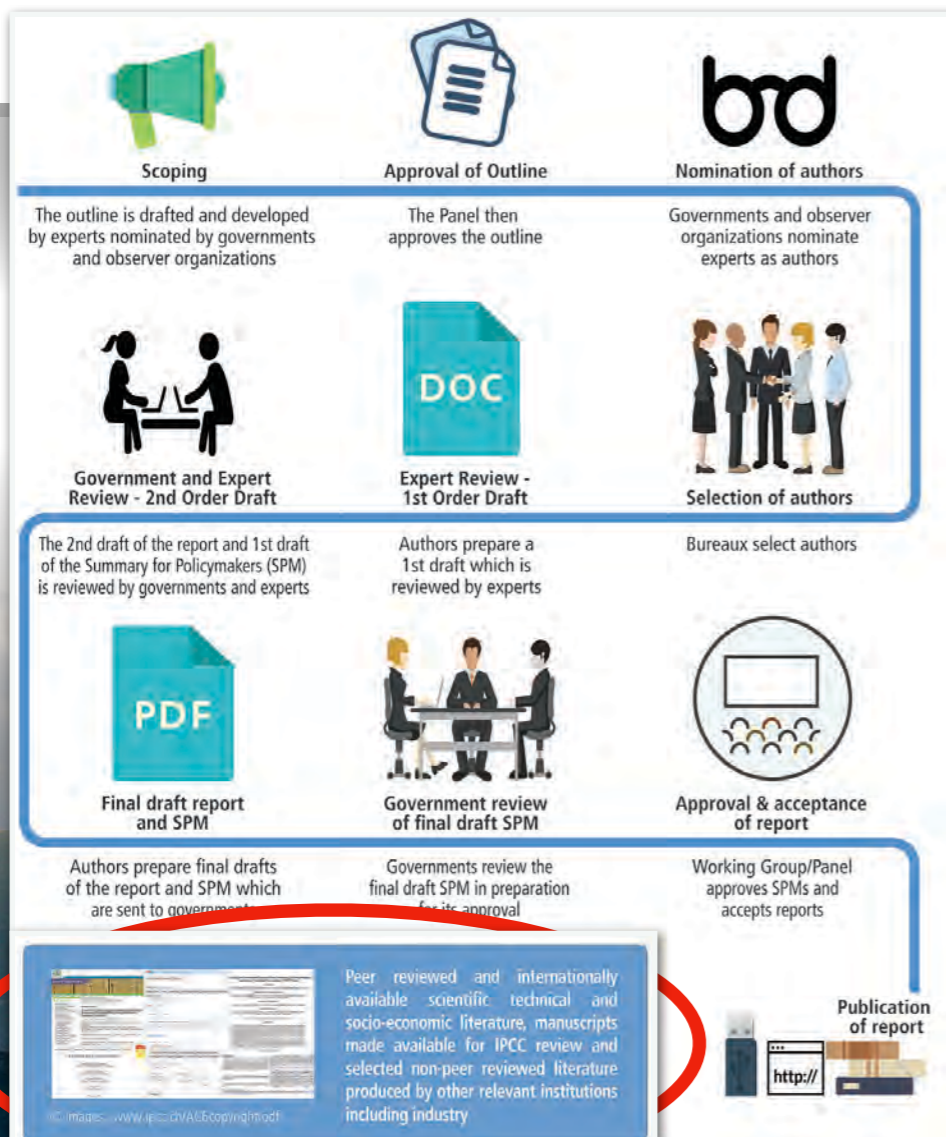 Scoping
Approval of Outline
Nomination of authors
The outline is drafted and developed
by experts nominated by governments
and observer organizations
The Panel then
approves the outline
Governments and observer
organizations nominate
experts as authors
DOC
Government and Expert
Review - 2nd Order Draft
Expert Review -
1st Order Draft
Selection of authors
The 2nd draft of the report and 1st draft
of the Summary for Policymakers (SPM)
is reviewed by governments and experts
Authors prepare a
1st draft which is
reviewed by experts
Bureaux select authors
PDF
Final draft report
and SPM
Government review
of final draft SPM
Approval & acceptance
of report
Authors prepare final drafts
of the report and SPM which
are sent to governments
Governments review the
final draft SPM in preparation
for its approval
Working Group/Panel
approves SPMs and
accepts reports
Peer reviewed and internationally
available scientific technical and
socio-economic literature, manuscripts
made available for IPCC review and
selected non-peer reviewed literature
produced by other relevant institutions
including industry
Publication
of report
http://